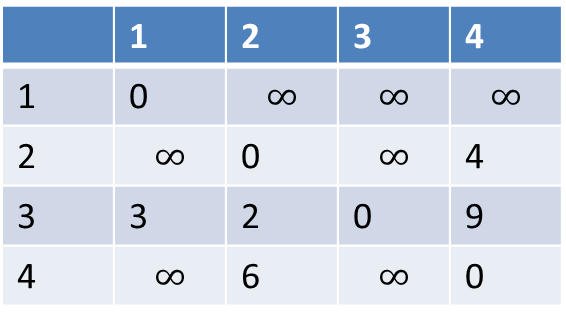 1 2 3 4
1 0 ∞ ∞ ∞
2 ∞ 0 ∞ 4
3 3 2 0 9
4 ∞ 6 ∞ 0